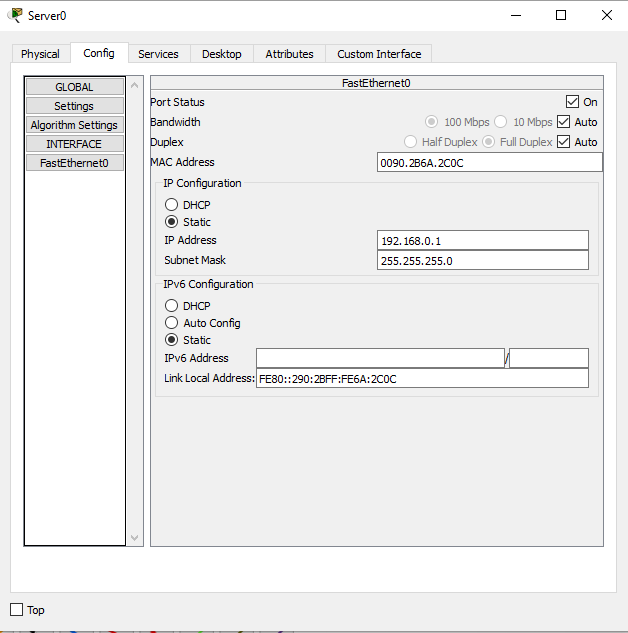 Server0
Physical Config Services Desktop Attributes Custom Interface
GLOBAL
Settings
Algorithm Settings
INTERFACE
FastEthernet0
FastEthernet0
Port Status On
Bandwidth 100 Mbps 10 Mbps Auto
Duplex Half Duplex Full Duplex Auto
MAC Address 0090.2B6A.2C0C
IP Configuration
DHCP
Static
IP Address 192.168.0.1
Subnet Mask 255.255.255.0
IPv6 Configuration
DHCP
Auto Config
Static
IPv6 Address /
Link Local Address: FE80::290:2BFF:FE6A:2C0C
Top